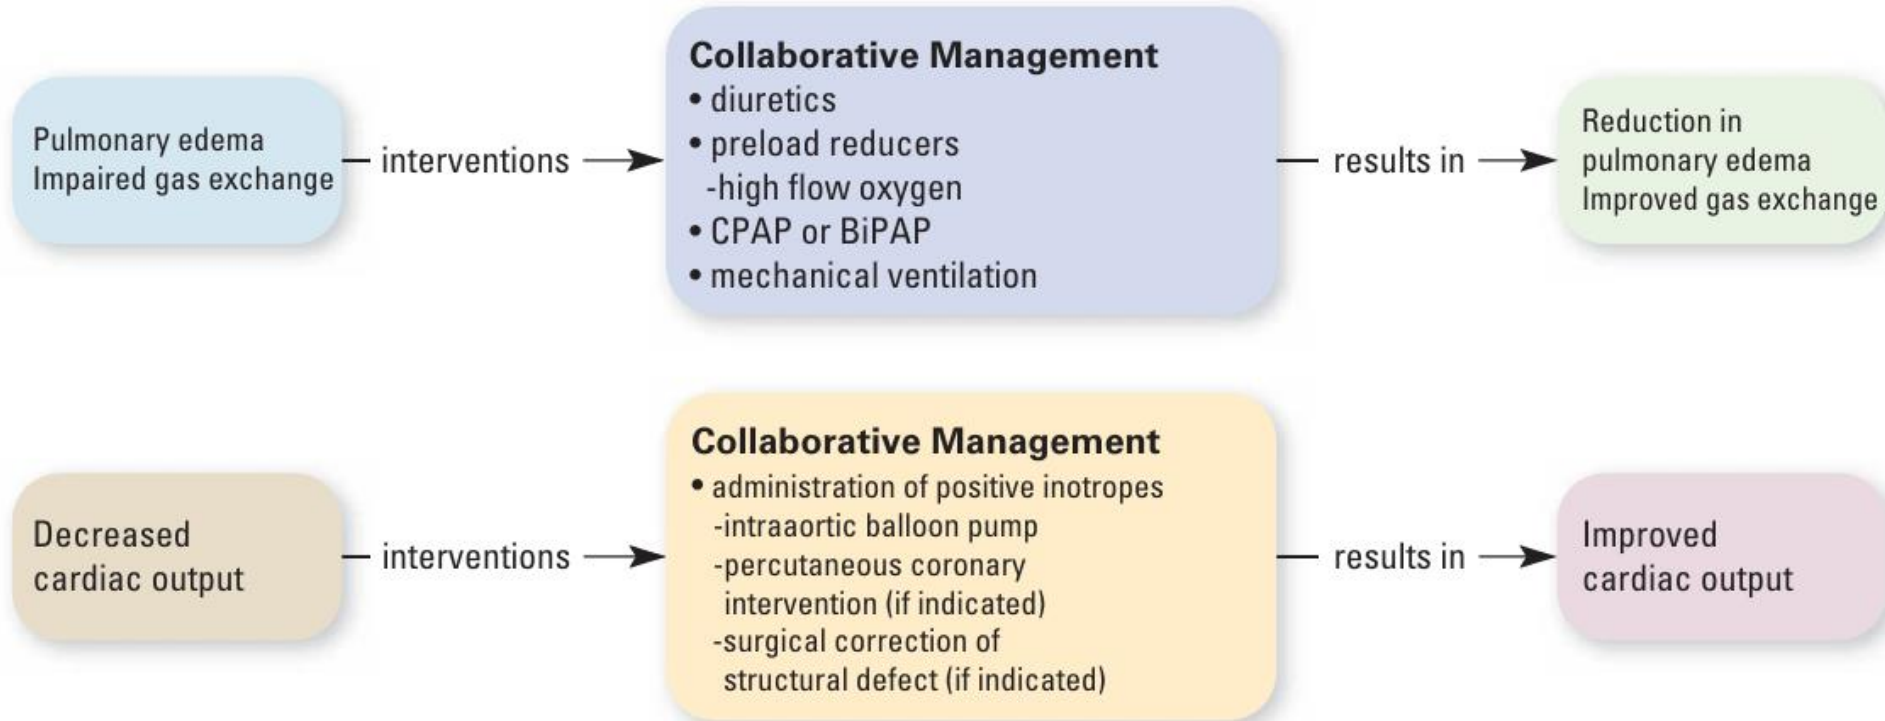 Pulmonary edema
Impaired gas exchange
interventions
Collaborative Management
• diuretics
• preload reducers
-high flow oxygen
• CPAP or BiPAP
• mechanical ventilation
results in
Reduction in
pulmonary edema
Improved gas exchange
Decreased
cardiac output
interventions
Collaborative Management
• administration of positive inotropes
-intraaortic balloon pump
-percutaneous coronary
intervention (if indicated)
-surgical correction of
structural defect (if indicated)
results in
Improved
cardiac output